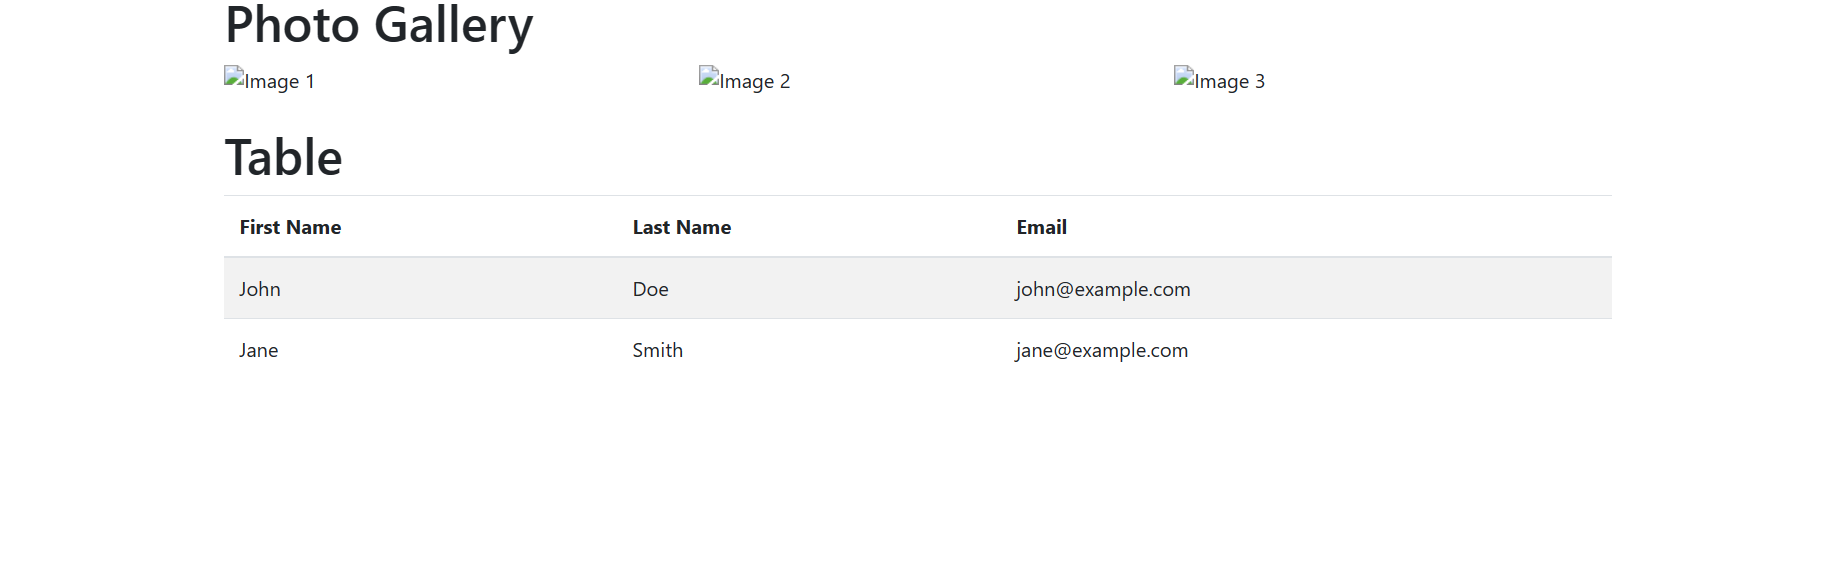 Photo Gallery
Image 1 Image 2 Image 3
Table
First Name Last Name Email
John Doe john@example.com
Jane Smith jane@example.com